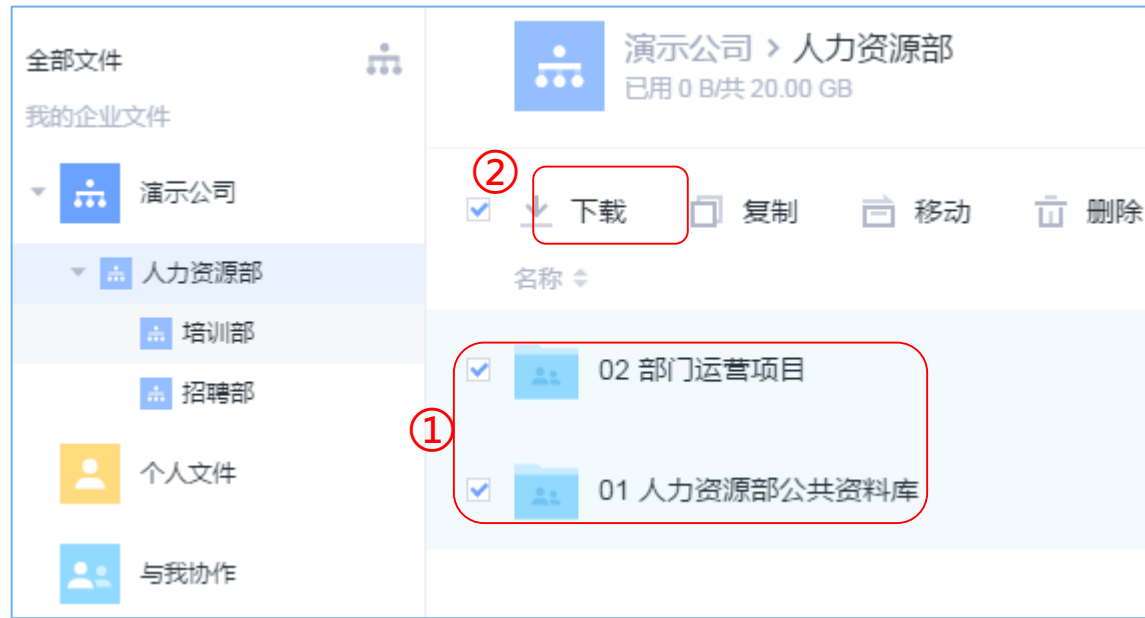 全部文件
我的企业文件
演示公司
人力资源部
培训部
招聘部
个人文件
与我协作
演示公司 > 人力资源部
已用 0 B/共 20.00 GB
②
下载 复制 移动 删除
名称
①
02 部门运营项目
01 人力资源部公共资料库